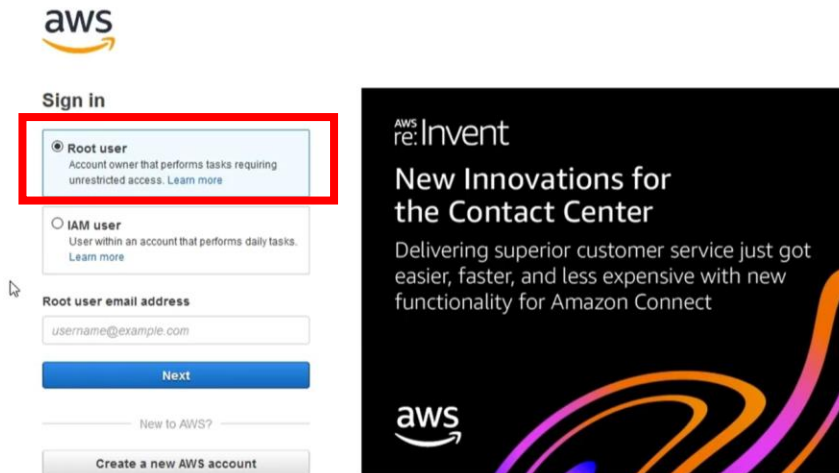 aws
Sign in
Root user
Account owner that performs tasks requiring
unrestricted access. Learn more
IAM user
User within an account that performs daily tasks.
Learn more
Root user email address
username@example.com
Next
New to AWS?
Create a new AWS account
AWS
re:Invent
New Innovations for
the Contact Center
Delivering superior customer service just got
easier, faster, and less expensive with new
functionality for Amazon Connect
aws